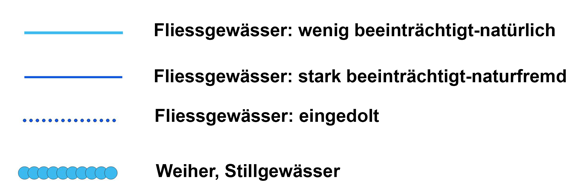 Fliessgewässer: wenig beeinträchtigt-natürlich
Fliessgewässer: stark beeinträchtigt-naturfremd
Fliessgewässer: eingedolt
Weiher, Stillgewässer